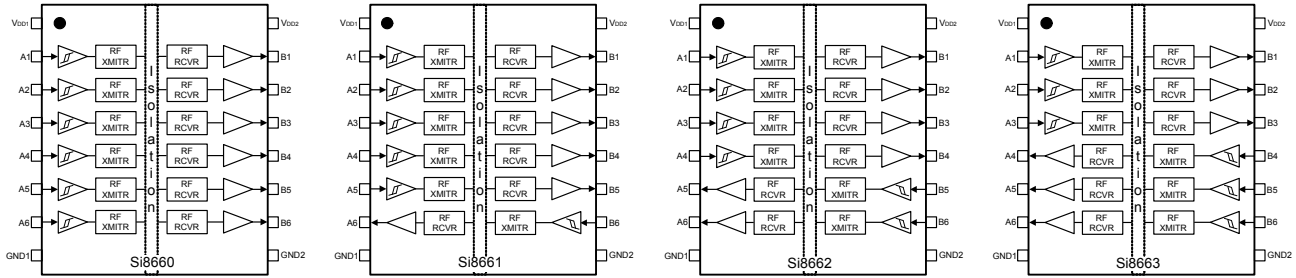 VDD1 VDD2
A1 RF XMITR RF RCVR B1
A2 RF XMITR RF RCVR B2
A3 RF XMITR RF RCVR B3
A4 RF XMITR RF RCVR B4
A5 RF XMITR RF RCVR B5
A6 RF XMITR RF RCVR B6
Isolation
GND1 GND2
Si8660
VDD1 VDD2
A1 RF XMITR RF RCVR B1
A2 RF XMITR RF RCVR B2
A3 RF XMITR RF RCVR B3
A4 RF XMITR RF RCVR B4
A5 RF XMITR RF RCVR B5
A6 RF RCVR RF XMITR B6
Isolation
GND1 GND2
Si8661
VDD1 VDD2
A1 RF XMITR RF RCVR B1
A2 RF XMITR RF RCVR B2
A3 RF XMITR RF RCVR B3
A4 RF XMITR RF RCVR B4
A5 RF RCVR RF XMITR B5
A6 RF RCVR RF XMITR B6
Isolation
GND1 GND2
Si8662
VDD1 VDD2
A1 RF XMITR RF RCVR B1
A2 RF XMITR RF RCVR B2
A3 RF XMITR RF RCVR B3
A4 RF RCVR RF XMITR B4
A5 RF RCVR RF XMITR B5
A6 RF RCVR RF XMITR B6
Isolation
GND1 GND2
Si8663